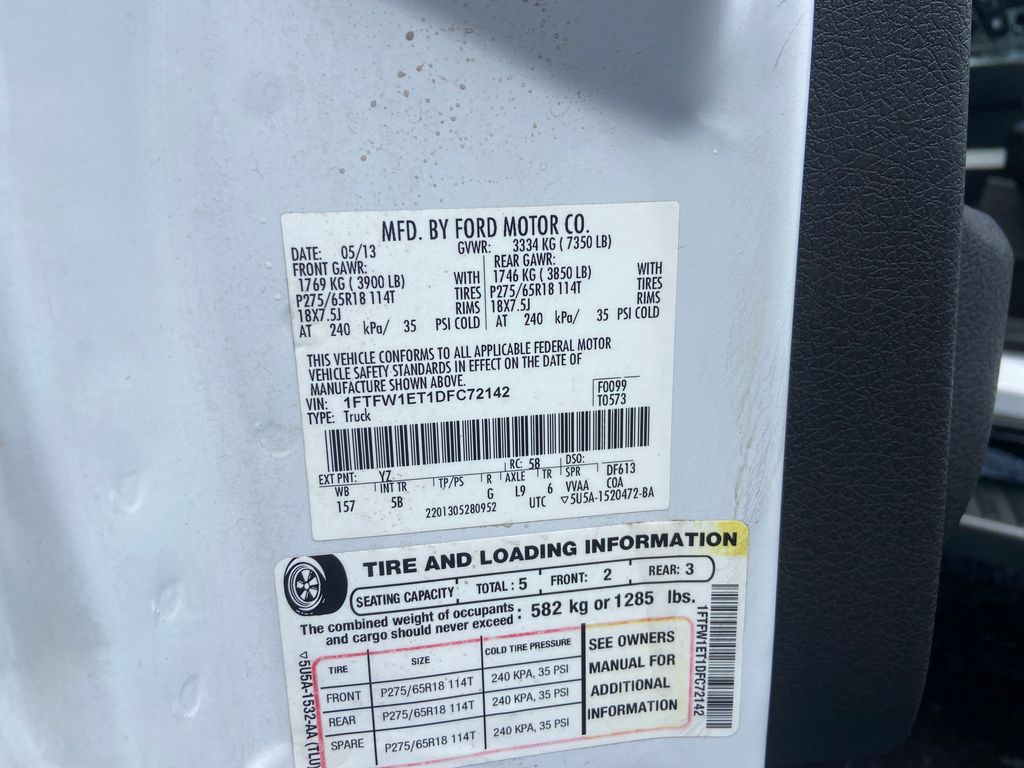 MFD. BY FORD MOTOR CO.
DATE: 05/13 GVWR: 3334 KG ( 7350 LB)
FRONT GAWR: REAR GAWR:
1769 KG ( 3900 LB) WITH 1746 KG ( 3850 LB) WITH
P275/65R18 114T TIRES P275/65R18 114T TIRES
18X7.5J RIMS 18X7.5J RIMS
AT 240 kPa/ 35 PSI COLD AT 240 kPa/ 35 PSI COLD
THIS VEHICLE CONFORMS TO ALL APPLICABLE FEDERAL MOTOR
VEHICLE SAFETY STANDARDS IN EFFECT ON THE DATE OF
MANUFACTURE SHOWN ABOVE.
VIN: 1FTFW1ET1DFC72142 F0099
TYPE: Truck T0573
EXT PNT: YZ RC: 5B DSO:
WB INT TR TP/PS R AXLE TR SPR DF613
157 5B G L9 6 VVAA COA
2201305280952 UTC ▽5U5A-1520472-BA
TIRE AND LOADING INFORMATION
SEATING CAPACITY TOTAL: 5 FRONT: 2 REAR: 3
The combined weight of occupants : 582 kg or 1285 lbs.
and cargo should never exceed
TIRE SIZE COLD TIRE PRESSURE
FRONT P275/65R18 114T 240 KPA, 35 PSI
REAR P275/65R18 114T 240 KPA, 35 PSI
SPARE P275/65R18 114T 240 KPA, 35 PSI
SEE OWNERS
MANUAL FOR
ADDITIONAL
INFORMATION
1FTFW1ET1DFC72142
▽5U5A-1532-AA (TLU)